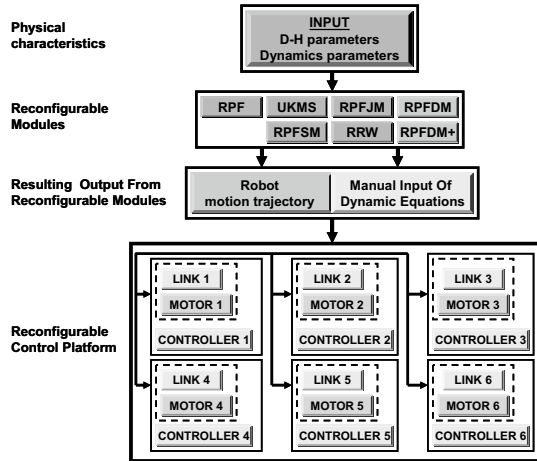 Physical
characteristics
INPUT
D-H parameters
Dynamics parameters
Reconfigurable
Modules
RPF UKMS RPFJM RPFDM
RPFSM RRW RPFDM+
Resulting Output From
Reconfigurable Modules
Robot
motion trajectory
Manual Input Of
Dynamic Equations
Reconfigurable
Control Platform
LINK 1
MOTOR 1
CONTROLLER 1
LINK 2
MOTOR 2
CONTROLLER 2
LINK 3
MOTOR 3
CONTROLLER 3
LINK 4
MOTOR 4
CONTROLLER 4
LINK 5
MOTOR 5
CONTROLLER 5
LINK 6
MOTOR 6
CONTROLLER 6